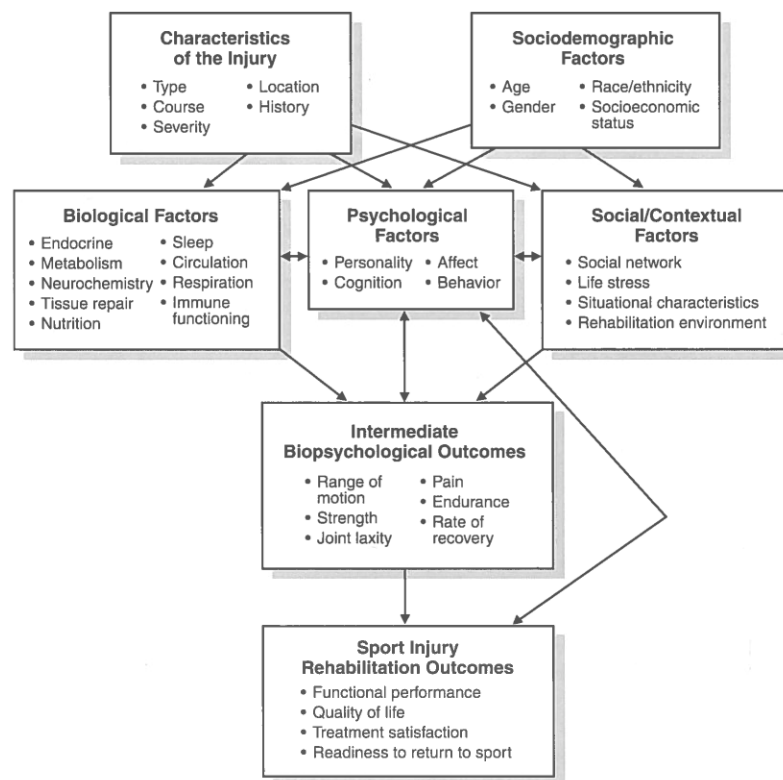 Characteristics
of the Injury
• Type
• Course
• Severity
• Location
• History
Sociodemographic
Factors
• Age
• Gender
• Race/ethnicity
• Socioeconomic
status
Biological Factors
• Endocrine
• Metabolism
• Neurochemistry
• Tissue repair
• Nutrition
• Sleep
• Circulation
• Respiration
• Immune
functioning
Psychological
Factors
• Personality
• Cognition
• Affect
• Behavior
Social/Contextual
Factors
• Social network
• Life stress
• Situational characteristics
• Rehabilitation environment
Intermediate
Biopsychological Outcomes
• Range of
motion
• Strength
• Joint laxity
• Pain
• Endurance
• Rate of
recovery
Sport Injury
Rehabilitation Outcomes
• Functional performance
• Quality of life
• Treatment satisfaction
• Readiness to return to sport